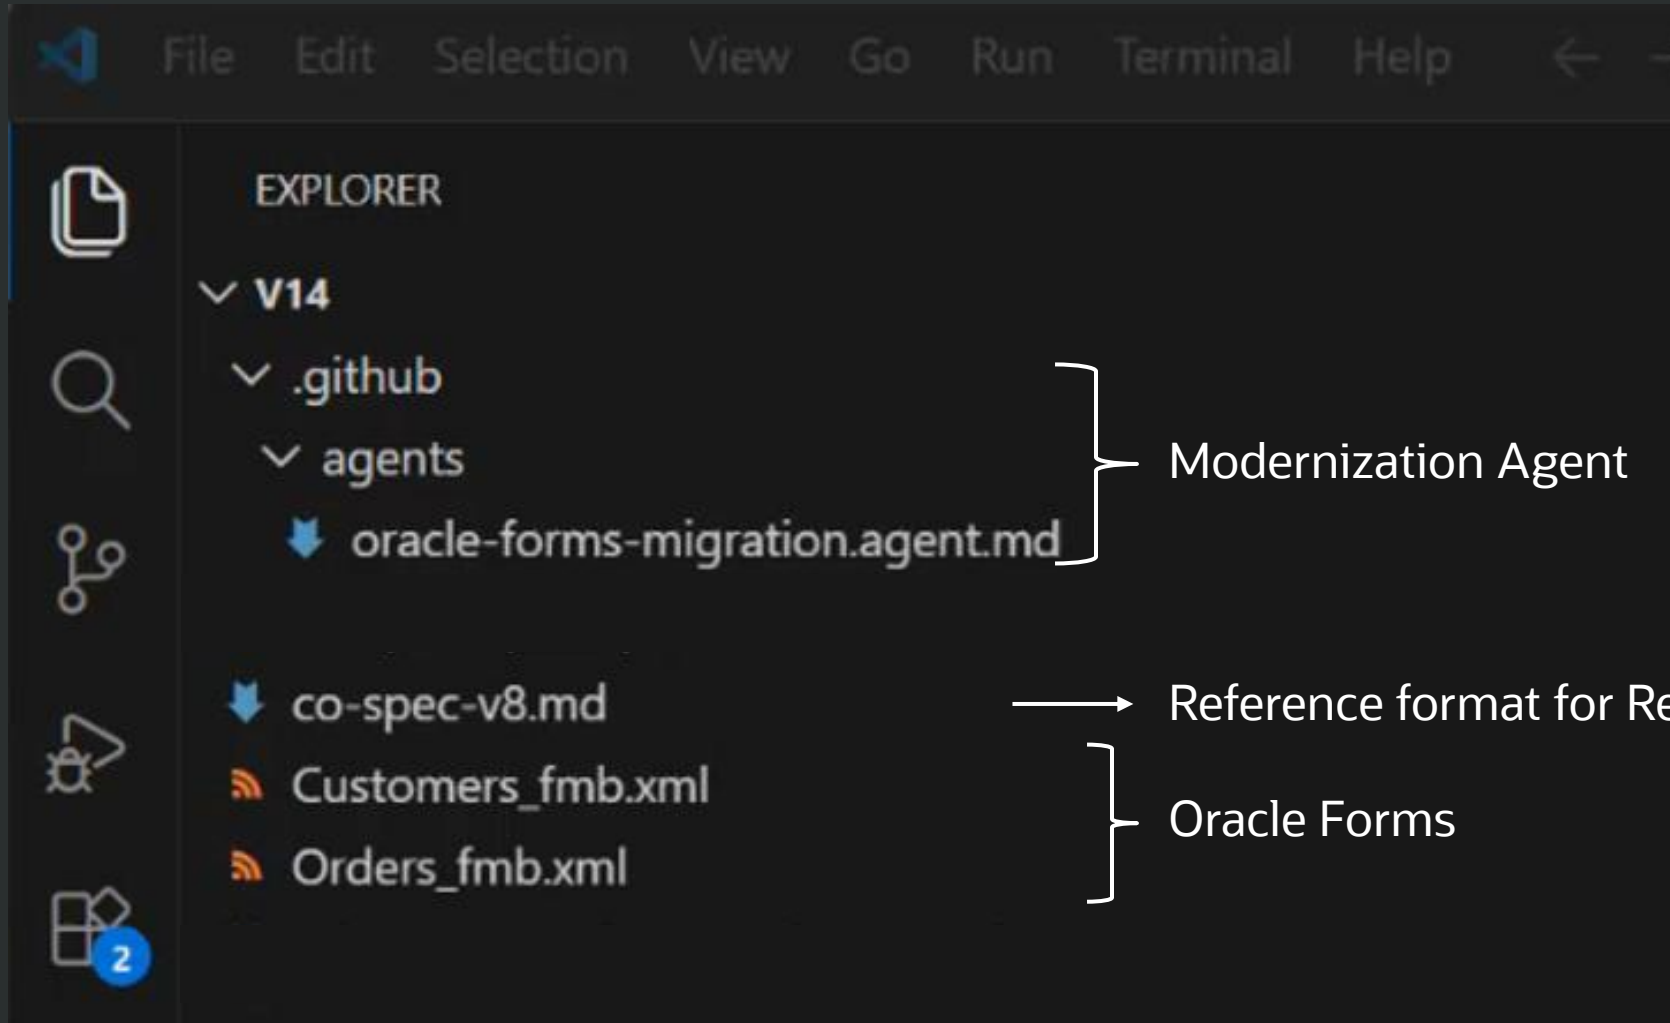 File Edit Selection View Go Run Terminal Help
EXPLORER
V14
.github
agents
Modernization Agent
oracle-forms-migration.agent.md
co-spec-v8.md
Reference format for Re
Customers_fmb.xml
Oracle Forms
Orders_fmb.xml
2